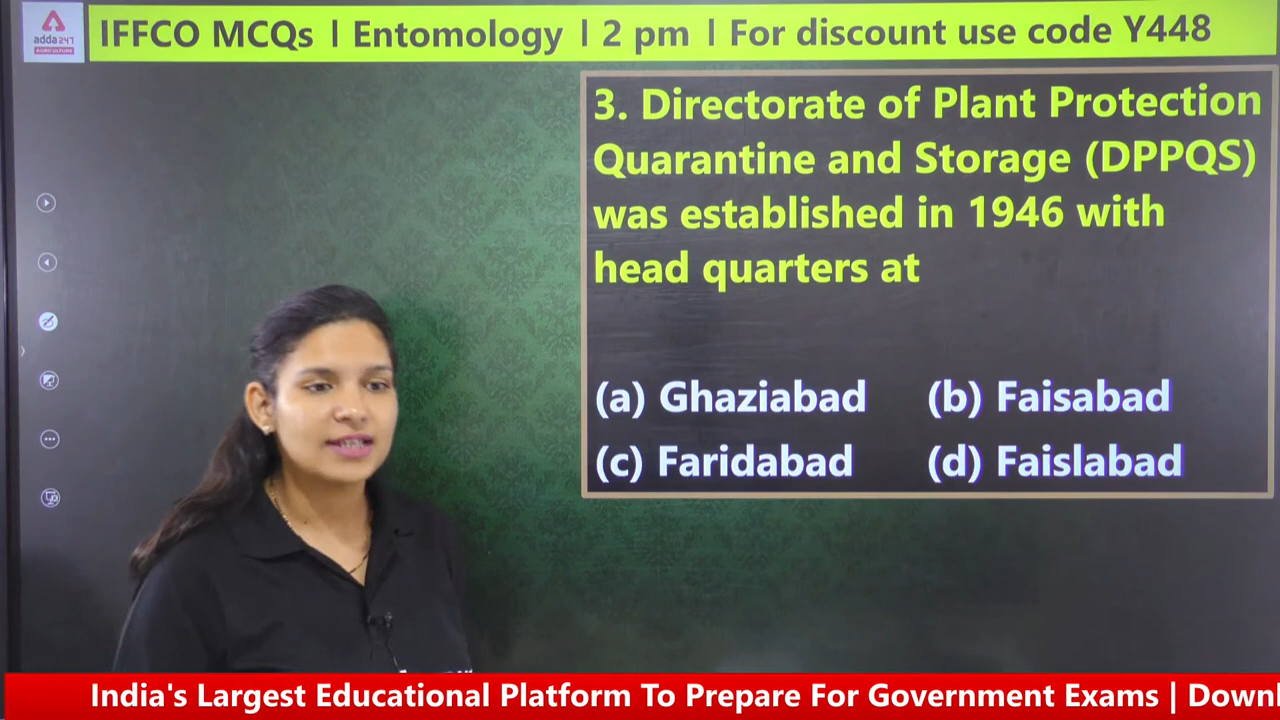 adda247
AGRICULTURE
IFFCO MCQs | Entomology | 2 pm | For discount use code Y448
3. Directorate of Plant Protection
Quarantine and Storage (DPPQS)
was established in 1946 with
head quarters at
(a) Ghaziabad (b) Faisabad
(c) Faridabad (d) Faislabad
India's Largest Educational Platform To Prepare For Government Exams | Downl